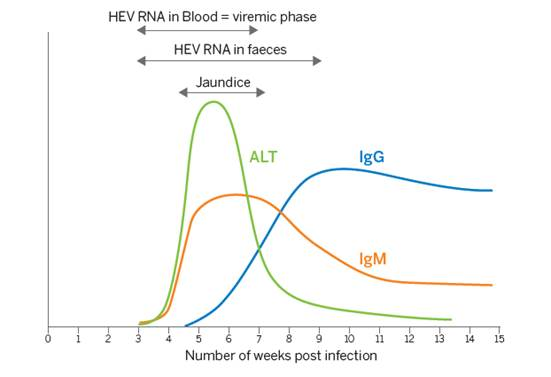 HEV RNA in Blood = viremic phase
HEV RNA in faeces
Jaundice
ALT
IgG
IgM
0 1 2 3 4 5 6 7 8 9 10 11 12 13 14 15
Number of weeks post infection